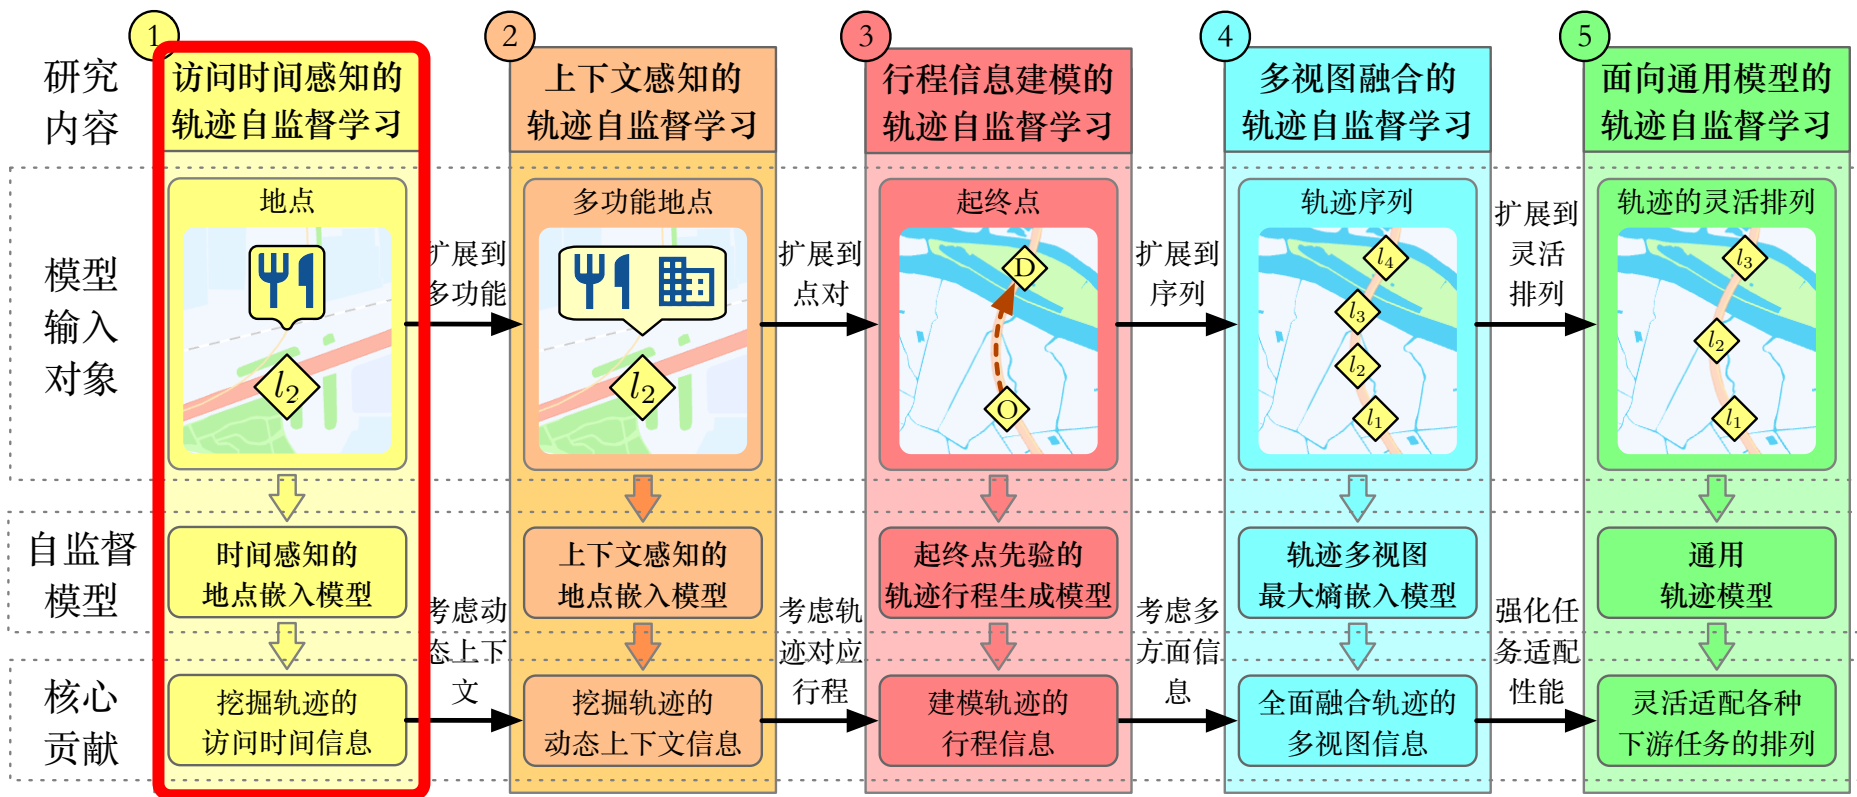 1
2
3
4
5
研究
内容
访问时间感知的
轨迹自监督学习
上下文感知的
轨迹自监督学习
行程信息建模的
轨迹自监督学习
多视图融合的
轨迹自监督学习
面向通用模型的
轨迹自监督学习
模型
输入
对象
地点
l2
扩展到
多功能
多功能地点
l2
扩展到
点对
起终点
D
O
扩展到
序列
轨迹序列
l4
l3
l2
l1
扩展到
灵活
排列
轨迹的灵活排列
l3
l2
l1
自监督
模型
时间感知的
地点嵌入模型
上下文感知的
地点嵌入模型
起终点先验的
轨迹行程生成模型
轨迹多视图
最大熵嵌入模型
通用
轨迹模型
考虑动
态上下
文
考虑轨
迹对应
行程
考虑多
方面信
息
强化任
务适配
性能
核心
贡献
挖掘轨迹的
访问时间信息
挖掘轨迹的
动态上下文信息
建模轨迹的
行程信息
全面融合轨迹的
多视图信息
灵活适配各种
下游任务的排列